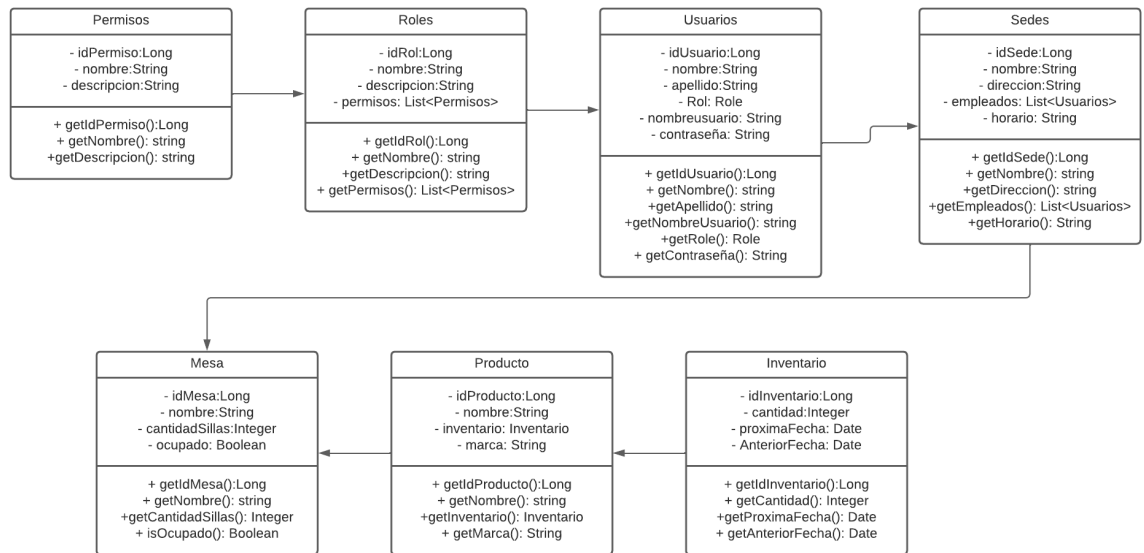 Permisos
- idPermiso:Long
- nombre:String
- descripcion:String
+ getIdPermiso():Long
+ getNombre(): string
+getDescripcion(): string
Roles
- idRol:Long
- nombre:String
- descripcion:String
- permisos: List<Permisos>
+ getIdRol():Long
+ getNombre(): string
+getDescripcion(): string
+ getPermisos(): List<Permisos>
Usuarios
- idUsuario:Long
- nombre:String
- apellido:String
- Rol: Role
- nombreusuario: String
- contraseña: String
+ getIdUsuario():Long
+ getNombre(): string
+getApellido(): string
+getNombreUsuario(): string
+getRole(): Role
+ getContraseña(): String
Sedes
- idSede:Long
- nombre:String
- direccion:String
- empleados: List<Usuarios>
- horario: String
+ getIdSede():Long
+ getNombre(): string
+getDireccion(): string
+getEmpleados(): List<Usuarios>
+getHorario(): String
Mesa
- idMesa:Long
- nombre:String
- cantidadSillas:Integer
- ocupado: Boolean
+ getIdMesa():Long
+ getNombre(): string
+getCantidadSillas(): Integer
+ isOcupado(): Boolean
Producto
- idProducto:Long
- nombre:String
- inventario: Inventario
- marca: String
+ getIdProducto():Long
+ getNombre(): string
+getInventario(): Inventario
+ getMarca(): String
Inventario
- idInventario:Long
- cantidad:Integer
- proximaFecha: Date
- AnteriorFecha: Date
+ getIdInventario():Long
+ getCantidad(): Integer
+getProximaFecha(): Date
+ getAnteriorFecha(): Date